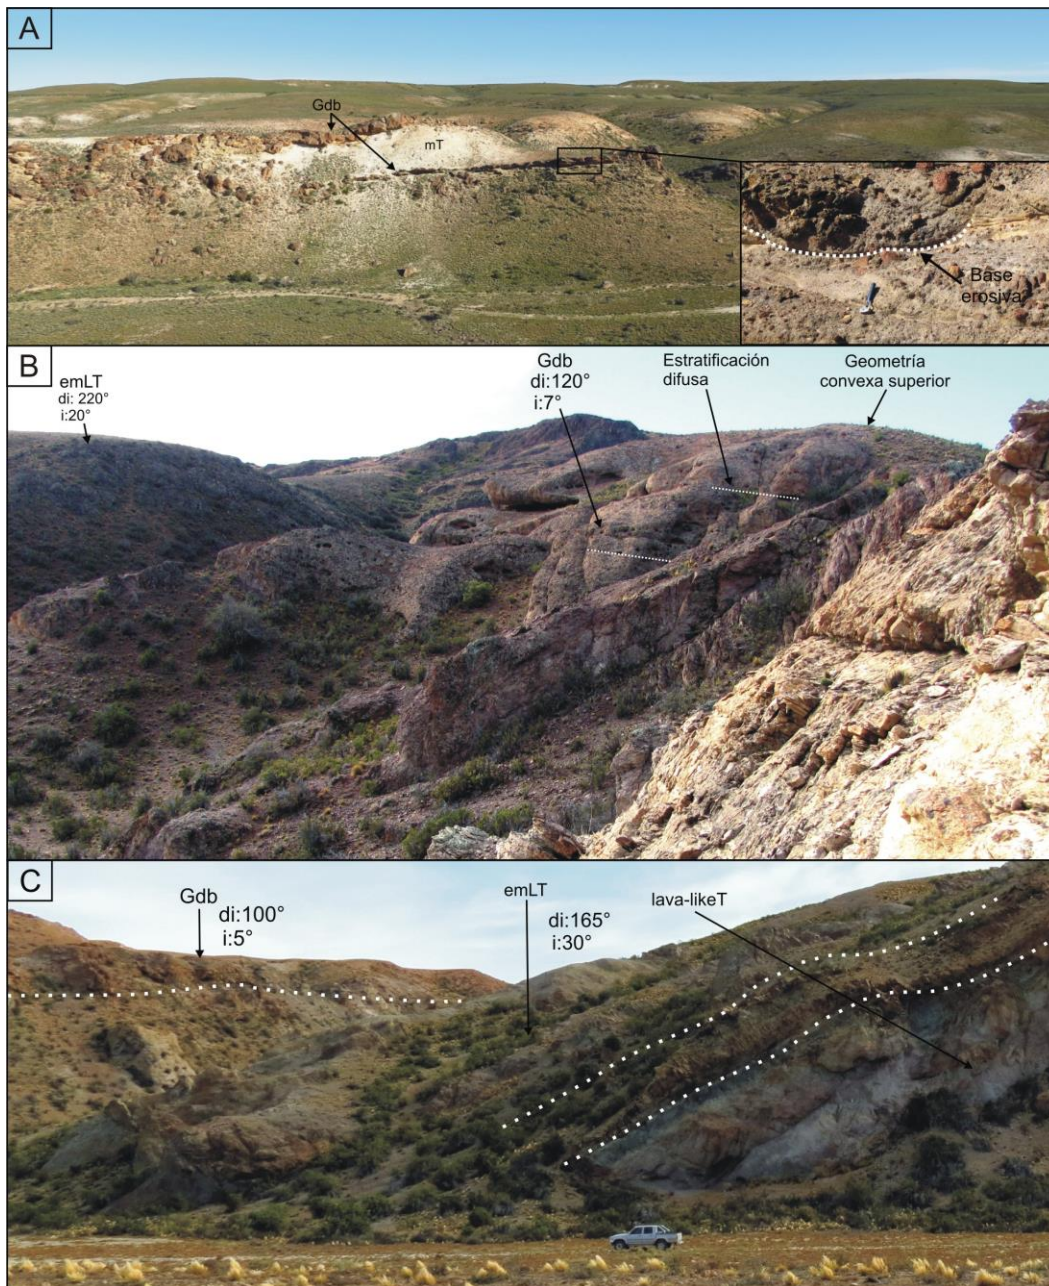 A
Gdb
mT
Base
erosiva
B
emLT
di: 220°
i:20°
Gdb
di:120°
i:7°
Estratificación
difusa
Geometría
convexa superior
C
Gdb
di:100°
i:5°
emLT
di:165°
i:30°
lava-likeT